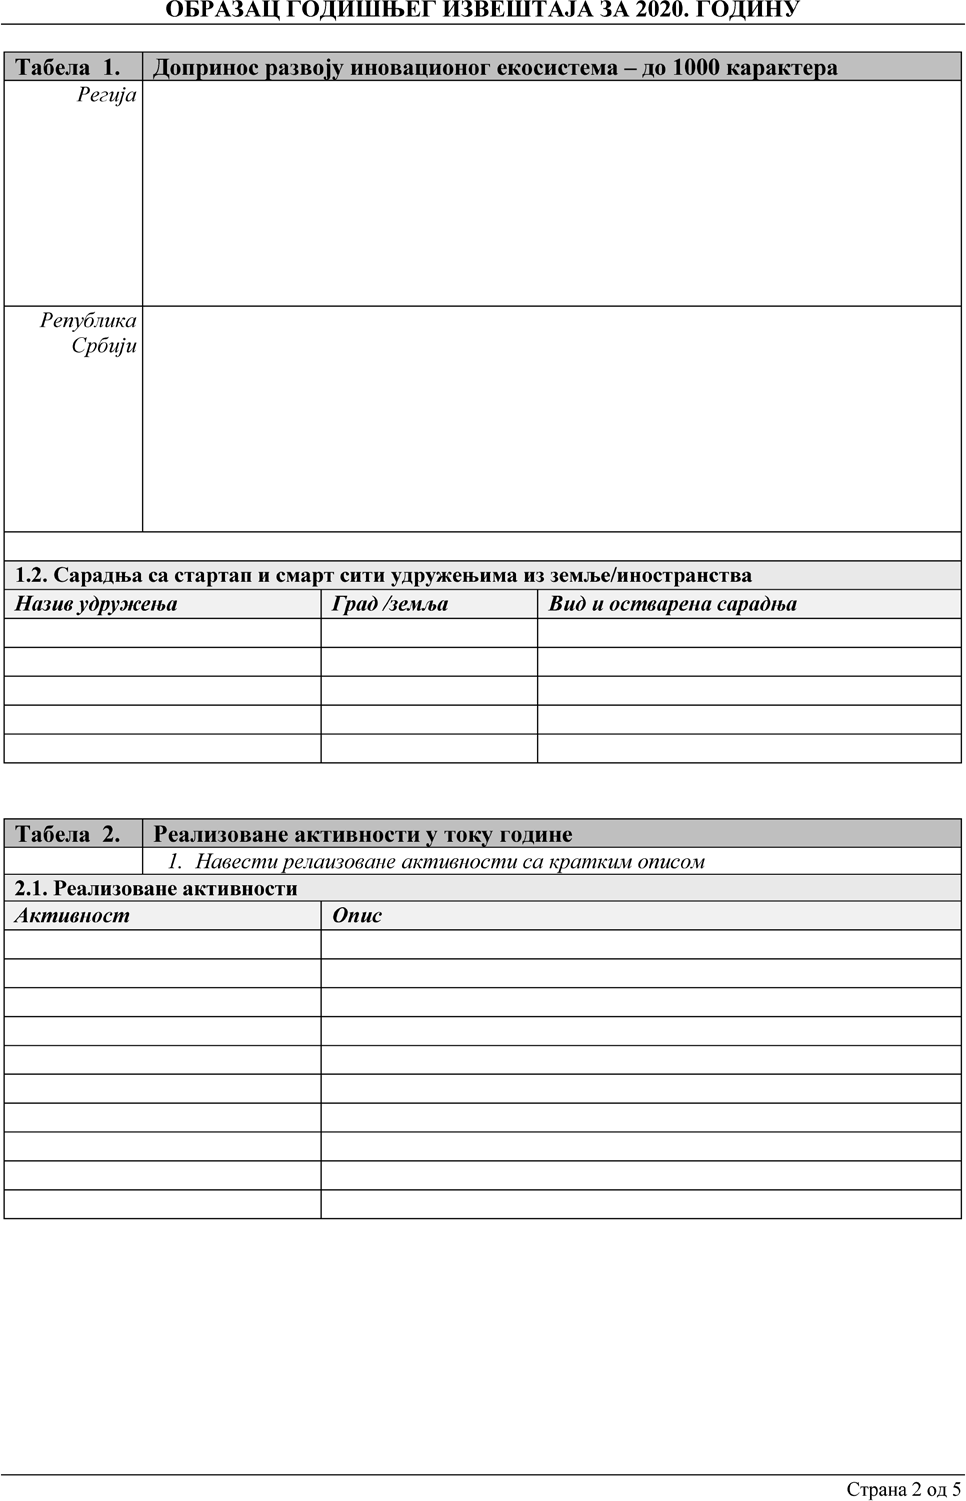 ОБРАЗАЦ ГОДИШЊЕГ ИЗВЕШТАЈА ЗА 2020. ГОДИНУ
Табела 1. Допринос развоју иновационог екосистема – до 1000 карактера
Регија
Република
Србији
1.2. Сарадња са стартап и смарт сити удружењима из земље/иностранства
Назив удружења Град /земља Вид и остварена сарадња
Табела 2. Реализоване активности у току године
1. Навести релаизоване активности са кратким описом
2.1. Реализоване активности
Активност Опис
Страна 2 од 5